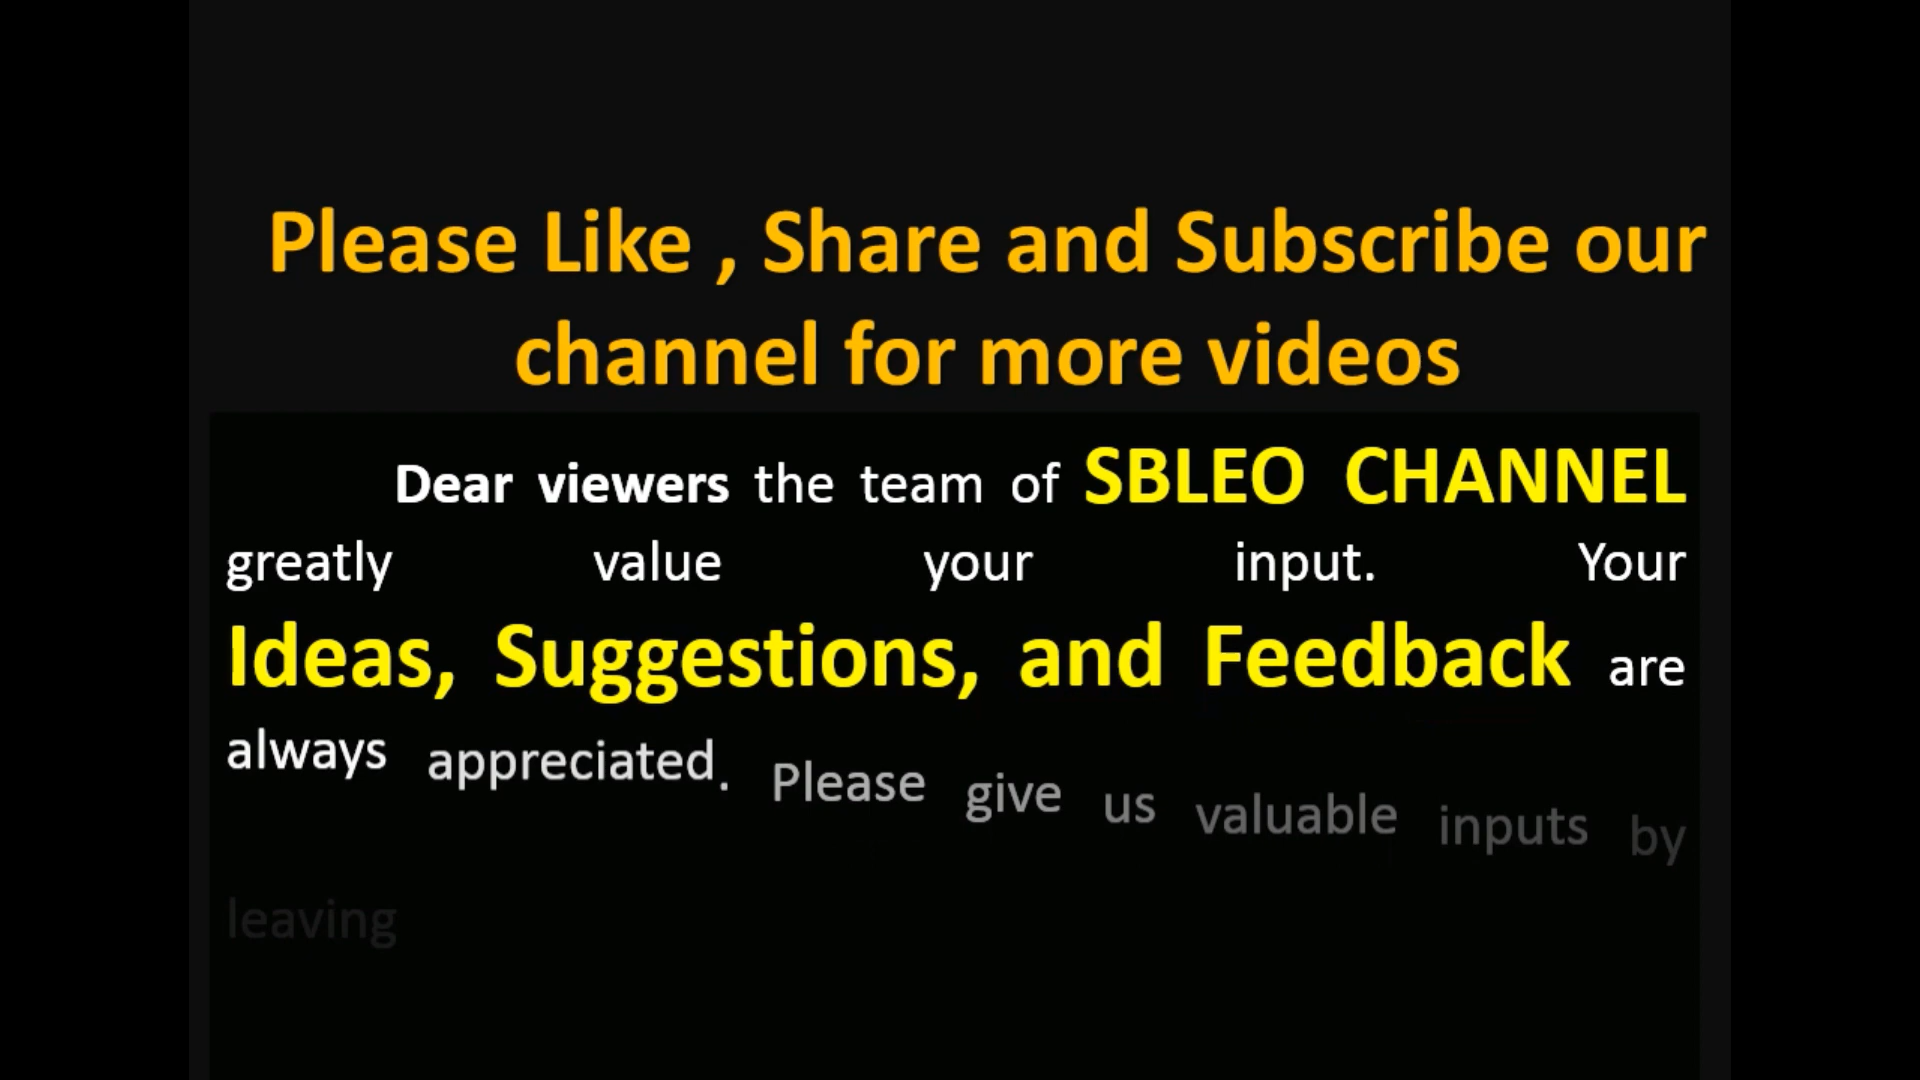 Please Like , Share and Subscribe our
channel for more videos
Dear viewers the team of SBLEO CHANNEL
greatly value your input. Your
Ideas, Suggestions, and Feedback are
always appreciated. Please give us valuable inputs by
leaving